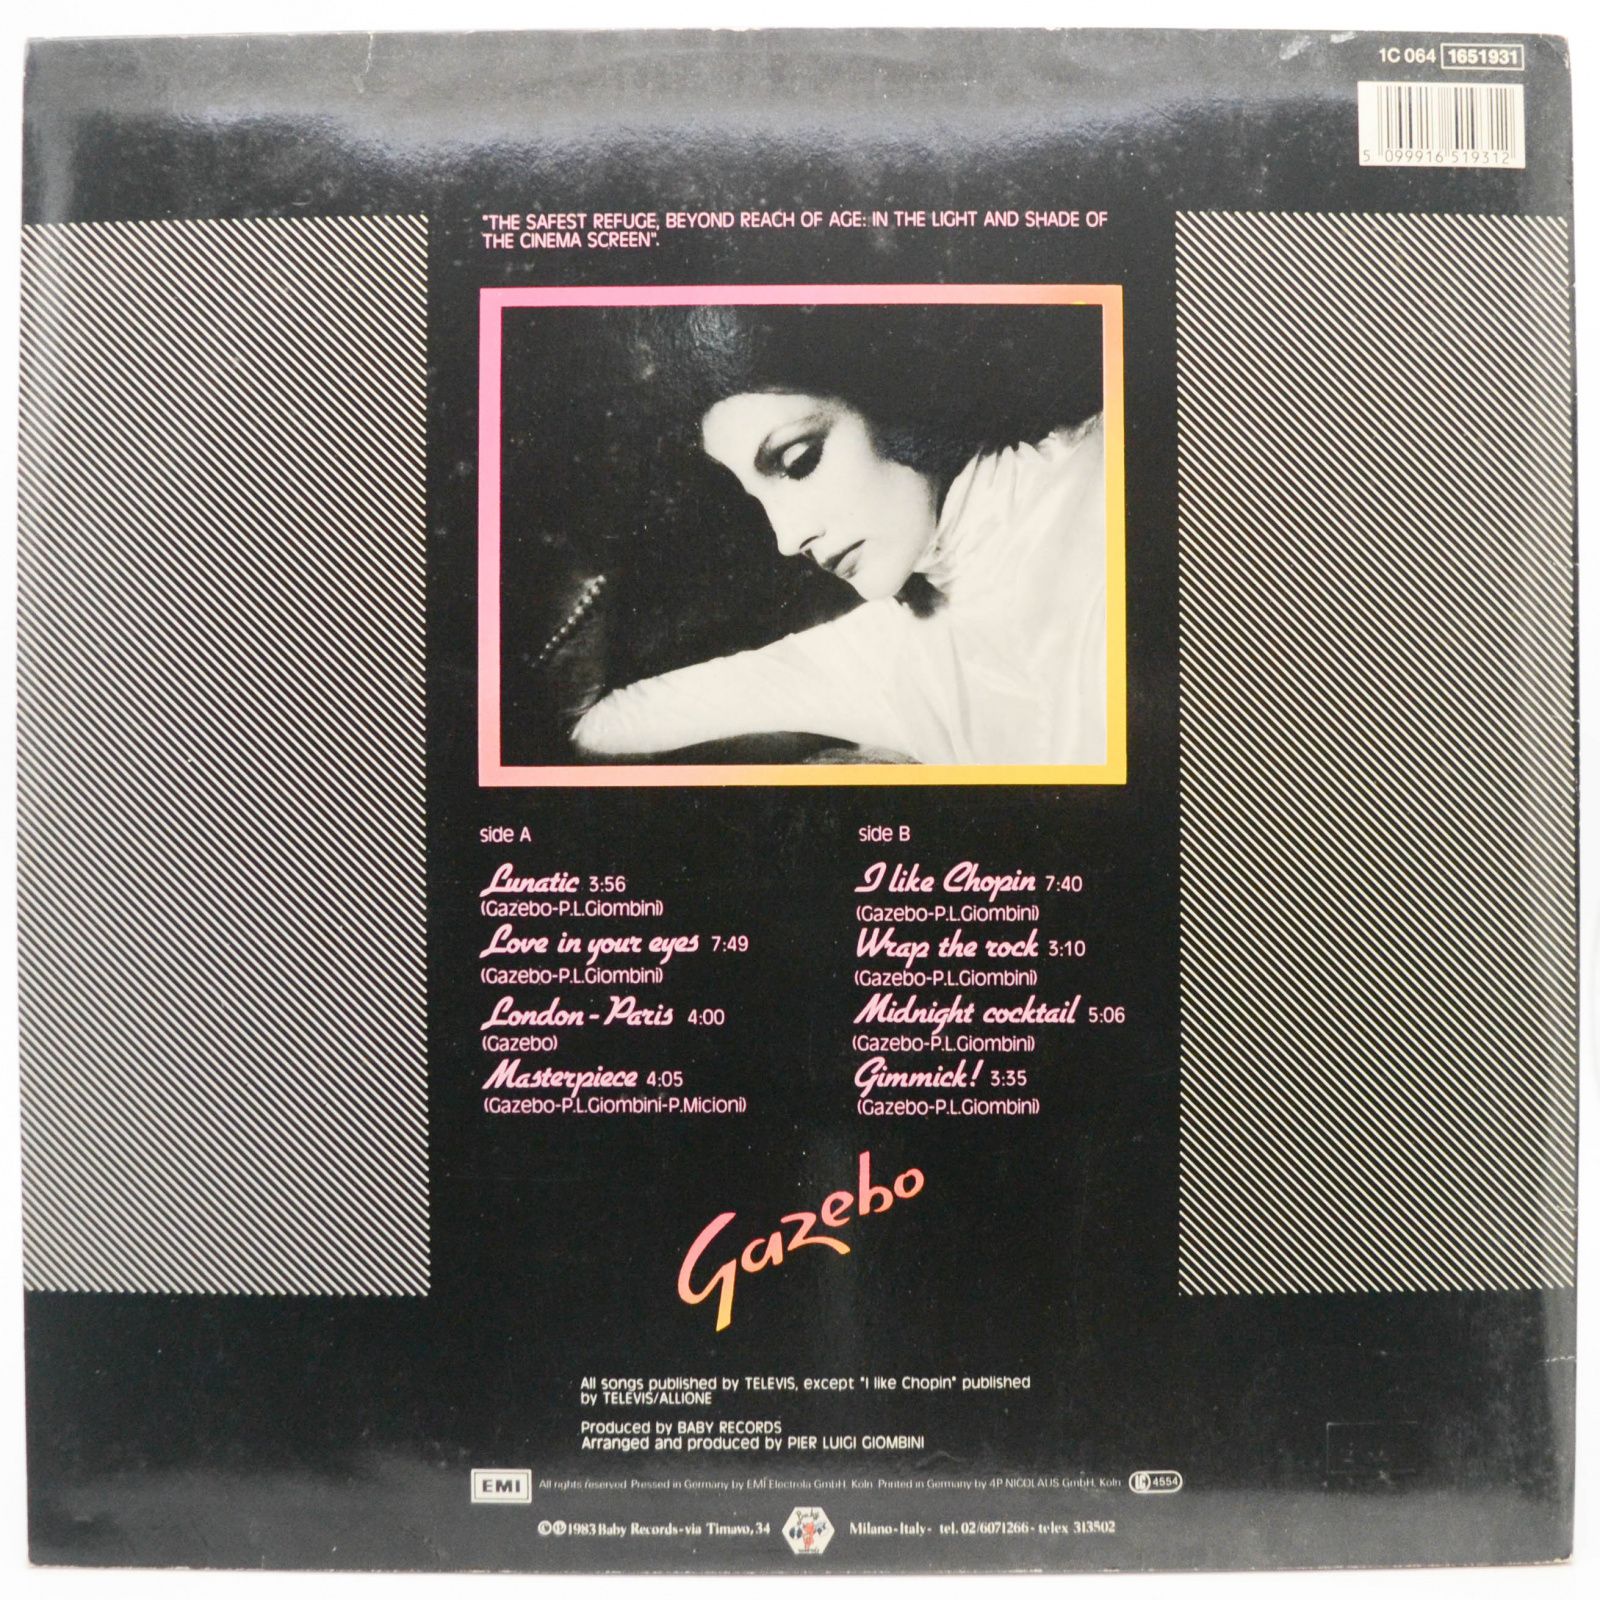 1C 064 1651931
5 099916 519312
"THE SAFEST REFUGE, BEYOND REACH OF AGE: IN THE LIGHT AND SHADE OF
THE CINEMA SCREEN".
side A
Lunatic 3:56
(Gazebo-P.L.Giombini)
Love in your eyes 7:49
(Gazebo-P.L.Giombini)
London - Paris 4:00
(Gazebo)
Masterpiece 4:05
(Gazebo-P.L.Giombini-P.Micioni)
side B
I like Chopin 7:40
(Gazebo-P.L.Giombini)
Wrap the rock 3:10
(Gazebo-P.L.Giombini)
Midnight cocktail 5:06
(Gazebo-P.L.Giombini)
Gimmick! 3:35
(Gazebo-P.L.Giombini)
Gazebo
All songs published by TELEVIS, except "I like Chopin" published
by TELEVIS/ALLIONE
Produced by BABY RECORDS
Arranged and produced by PIER LUIGI GIOMBINI
EMI All rights reserved Pressed in Germany by EMI Electrola GmbH, Köln Printed in Germany by 4P NICOLAUS GmbH, Köln LC 4554
©℗1983 Baby Records - via Timavo, 34 Milano - Italy - tel. 02/6071266 - telex 313502